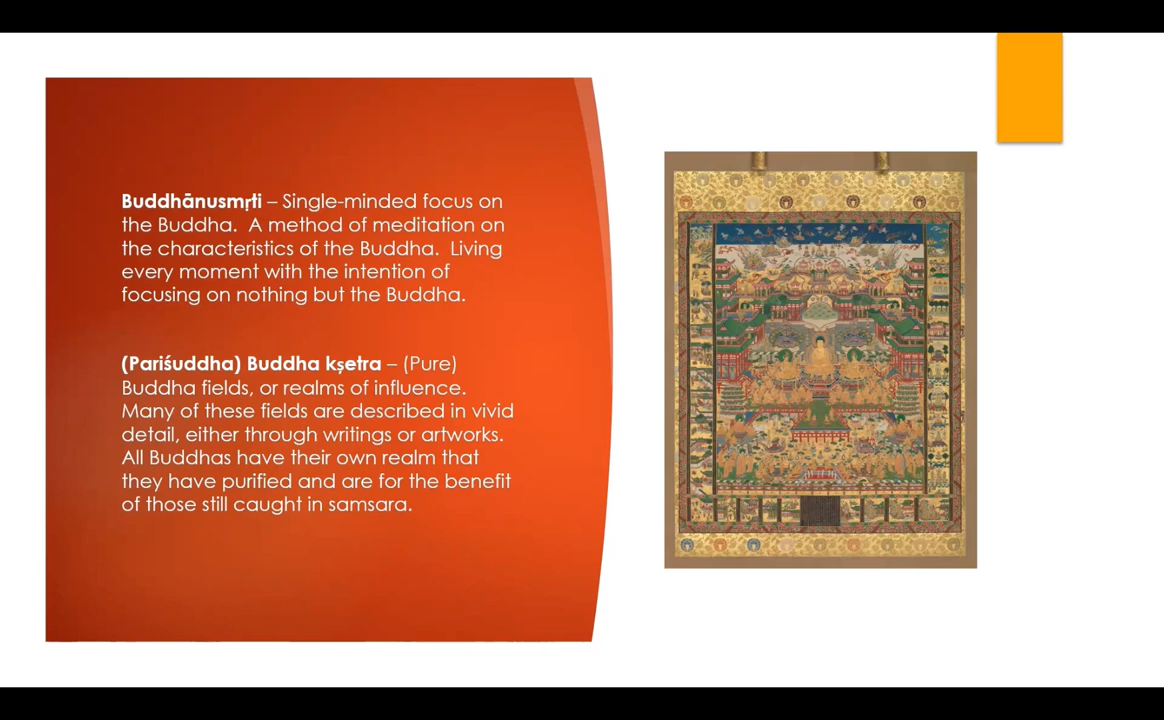 Buddhānusmṛti – Single-minded focus on
the Buddha.  A method of meditation on
the characteristics of the Buddha.  Living
every moment with the intention of
focusing on nothing but the Buddha.
(Pariśuddha) Buddha kṣetra – (Pure)
Buddha fields, or realms of influence.
Many of these fields are described in vivid
detail, either through writings or artworks.
All Buddhas have their own realm that
they have purified and are for the benefit
of those still caught in samsara.